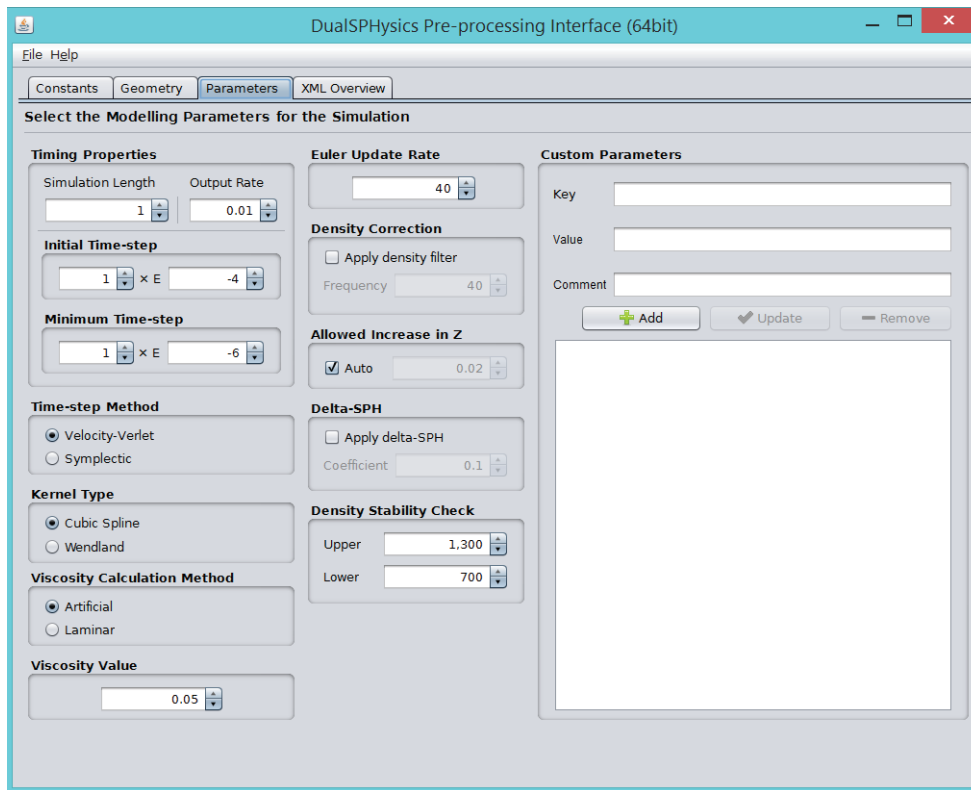 DualSPHysics Pre-processing Interface (64bit)
File Help
Constants Geometry Parameters XML Overview
Select the Modelling Parameters for the Simulation
Timing Properties
Simulation Length Output Rate
1 0.01
Initial Time-step
1 × E -4
Minimum Time-step
1 × E -6
Time-step Method
Velocity-Verlet
Symplectic
Kernel Type
Cubic Spline
Wendland
Viscosity Calculation Method
Artificial
Laminar
Viscosity Value
0.05
Euler Update Rate
40
Density Correction
Apply density filter
Frequency 40
Allowed Increase in Z
Auto 0.02
Delta-SPH
Apply delta-SPH
Coefficient 0.1
Density Stability Check
Upper 1,300
Lower 700
Custom Parameters
Key
Value
Comment
Add Update Remove